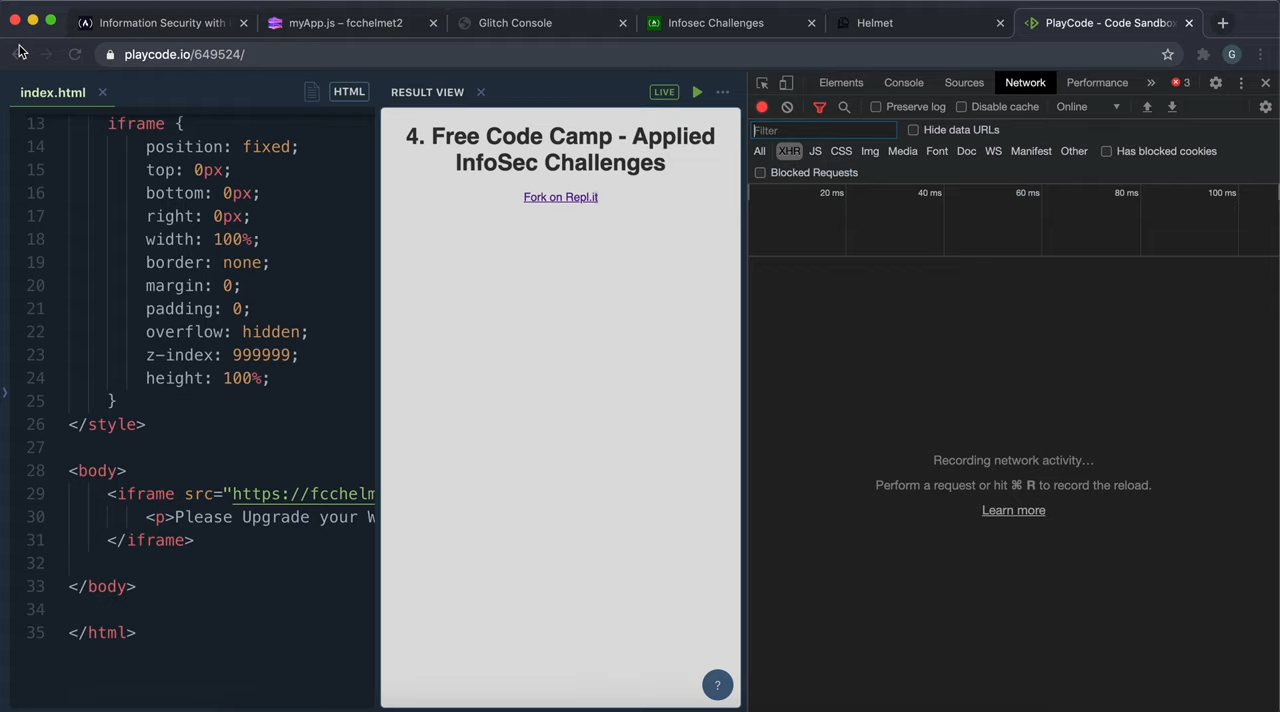 Information Security with
myApp.js – fcchelmet2
Glitch Console
Infosec Challenges
Helmet
PlayCode - Code Sandbox
playcode.io/649524/
G
index.html
HTML
RESULT VIEW
LIVE
Elements
Console
Sources
Network
Performance
3
Preserve log
Disable cache
Online
Filter
Hide data URLs
All
XHR
JS
CSS
Img
Media
Font
Doc
WS
Manifest
Other
Has blocked cookies
Blocked Requests
20 ms
40 ms
60 ms
80 ms
100 ms
13 iframe {
14 position: fixed;
15 top: 0px;
16 bottom: 0px;
17 right: 0px;
18 width: 100%;
19 border: none;
20 margin: 0;
21 padding: 0;
22 overflow: hidden;
23 z-index: 999999;
24 height: 100%;
25 }
26 </style>
27
28 <body>
29 <iframe src="https://fcchelm
30 <p>Please Upgrade your W
31 </iframe>
32
33 </body>
34
35 </html>
4. Free Code Camp - Applied
InfoSec Challenges
Fork on Repl.it
?
Recording network activity…
Perform a request or hit ⌘ R to record the reload.
Learn more